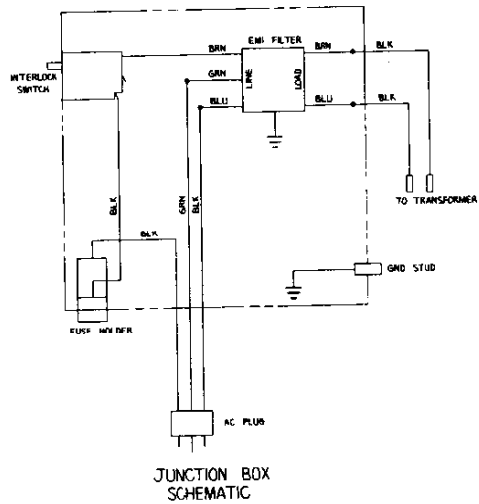 BRN
EMI FILTER
BRN
BLK
INTERLOCK
SWITCH
GRN
LINE
LOAD
BLU
BLU
BLK
BLK
GRN
BLK
TO TRANSFORMER
BLK
GND STUD
FUSE HOLDER
AC PLUG
JUNCTION BOX
SCHEMATIC